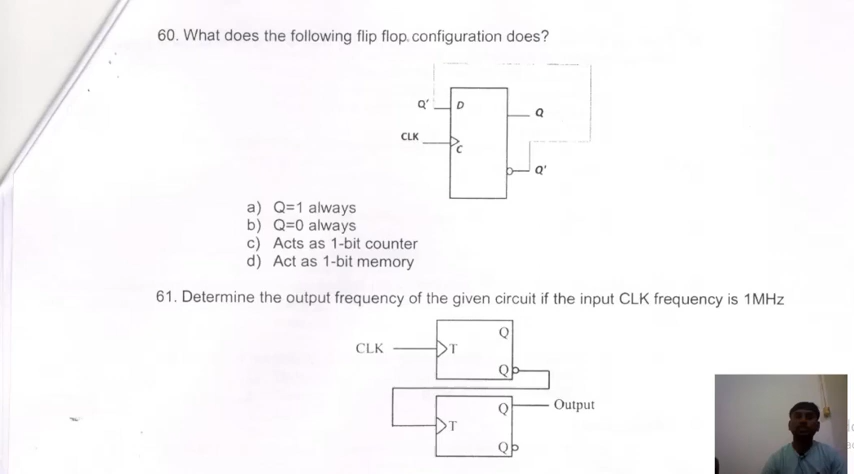 60. What does the following flip flop. configuration does?
Q' D Q
CLK C
Q'
a) Q=1 always
b) Q=0 always
c) Acts as 1-bit counter
d) Act as 1-bit memory
61. Determine the output frequency of the given circuit if the input CLK frequency is 1MHz
Q
CLK T
Q
Q Output
T
Q